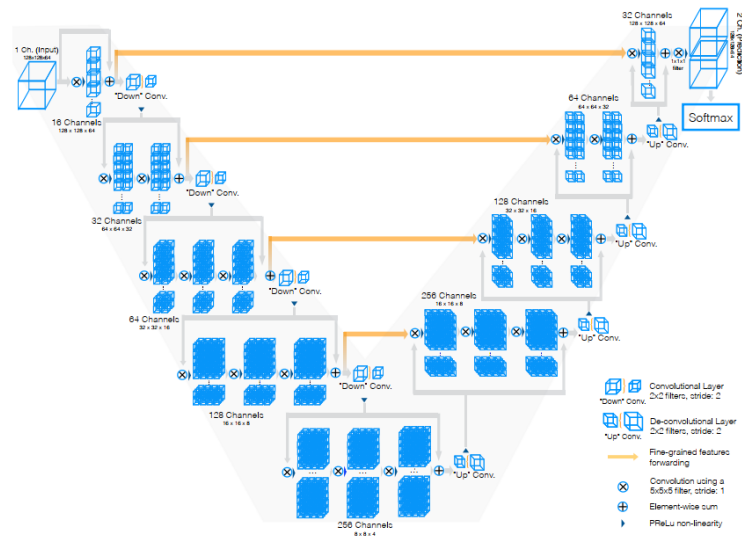 1 Ch. (Input)
128x128x64
"Down" Conv.
16 Channels
128 x 128 x 64
"Down" Conv.
32 Channels
64 x 64 x 32
"Down" Conv.
64 Channels
32 x 32 x 16
"Down" Conv.
128 Channels
16 x 16 x 8
256 Channels
8 x 8 x 4
"Up" Conv.
256 Channels
16 x 16 x 8
"Up" Conv.
128 Channels
32 x 32 x 16
"Up" Conv.
64 Channels
64 x 64 x 32
"Up" Conv.
32 Channels
128 x 128 x 64
1x1x1
filter
2 Ch. (Prediction)
128x128x64
Softmax
"Down" Conv.
Convolutional Layer
2x2 filters, stride: 2
"Up" Conv.
De-convolutional Layer
2x2 filters, stride: 2
Fine-grained features
forwarding
Convolution using a
5x5x5 filter, stride: 1
Element-wise sum
PReLu non-linearity